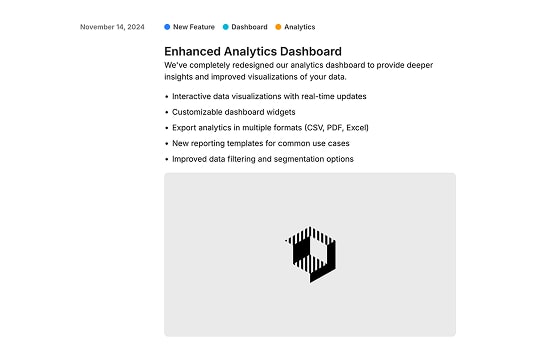 November 14, 2024
New Feature Dashboard Analytics
Enhanced Analytics Dashboard
We've completely redesigned our analytics dashboard to provide deeper
insights and improved visualizations of your data.
• Interactive data visualizations with real-time updates
• Customizable dashboard widgets
• Export analytics in multiple formats (CSV, PDF, Excel)
• New reporting templates for common use cases
• Improved data filtering and segmentation options